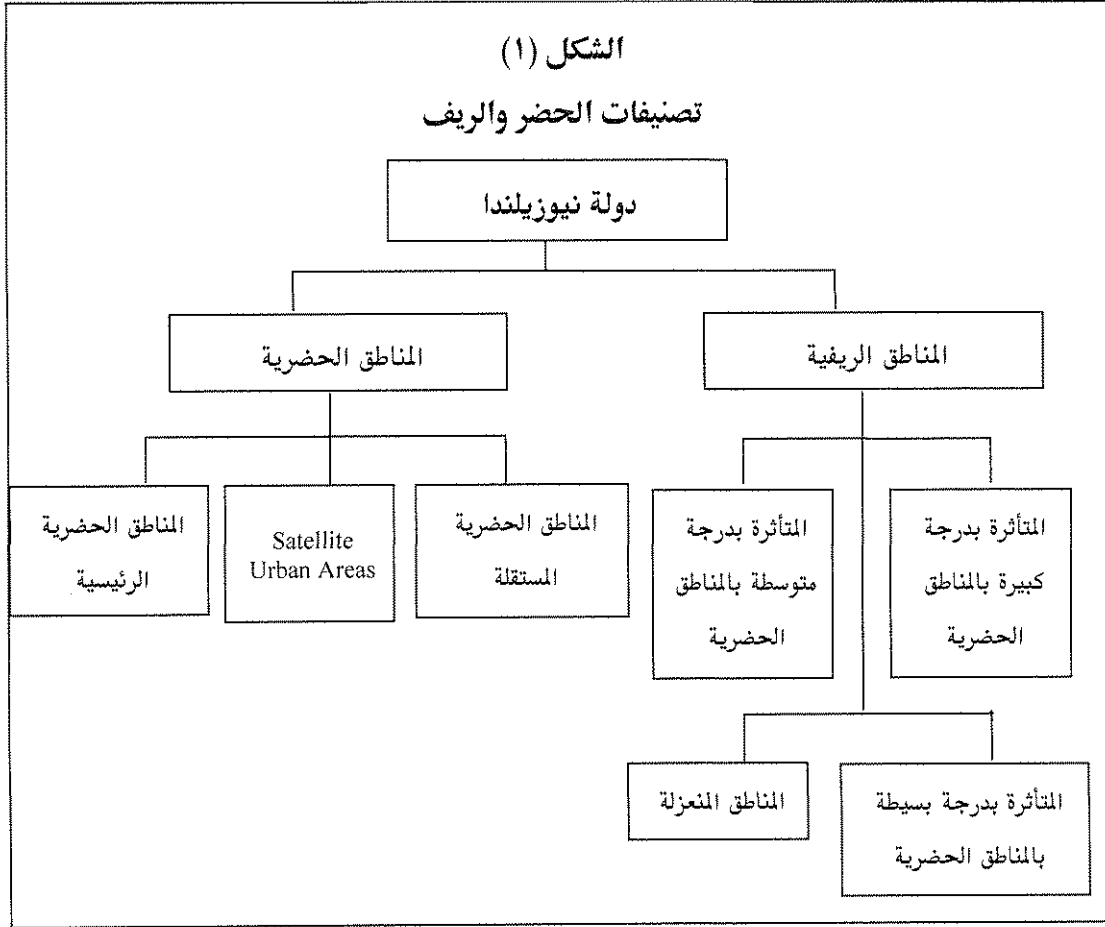 الشكل (١)
تصنيفات الحضر والريف
دولة نيوزيلندا
المناطق الريفية
المناطق الحضرية
المتأثرة بدرجة
كبيرة بالمناطق
الحضرية
المتأثرة بدرجة
متوسطة بالمناطق
الحضرية
المناطق الحضرية
المستقلة
Satellite
Urban Areas
المناطق الحضرية
الرئيسية
المتأثرة بدرجة بسيطة
بالمناطق الحضرية
المناطق المنعزلة